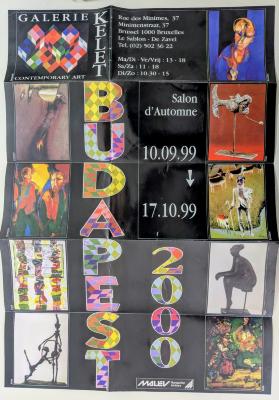 GALERIE
KELET
CONTEMPORARY ART
Rue des Minimes, 37
Minimenstraat, 37
Brussel 1000 Bruxelles
Le Sablon - De Zavel
Tel. (02) 502 36 22
Ma/Di - Ve/Vrij : 13 - 18
Sa/Za : 11 - 18
Di/Zo : 10.30 - 15
BUDAPEST
2000
Salon
d'Automne
10.09.99
↓
17.10.99
MALEV
Hungarian
Airlines